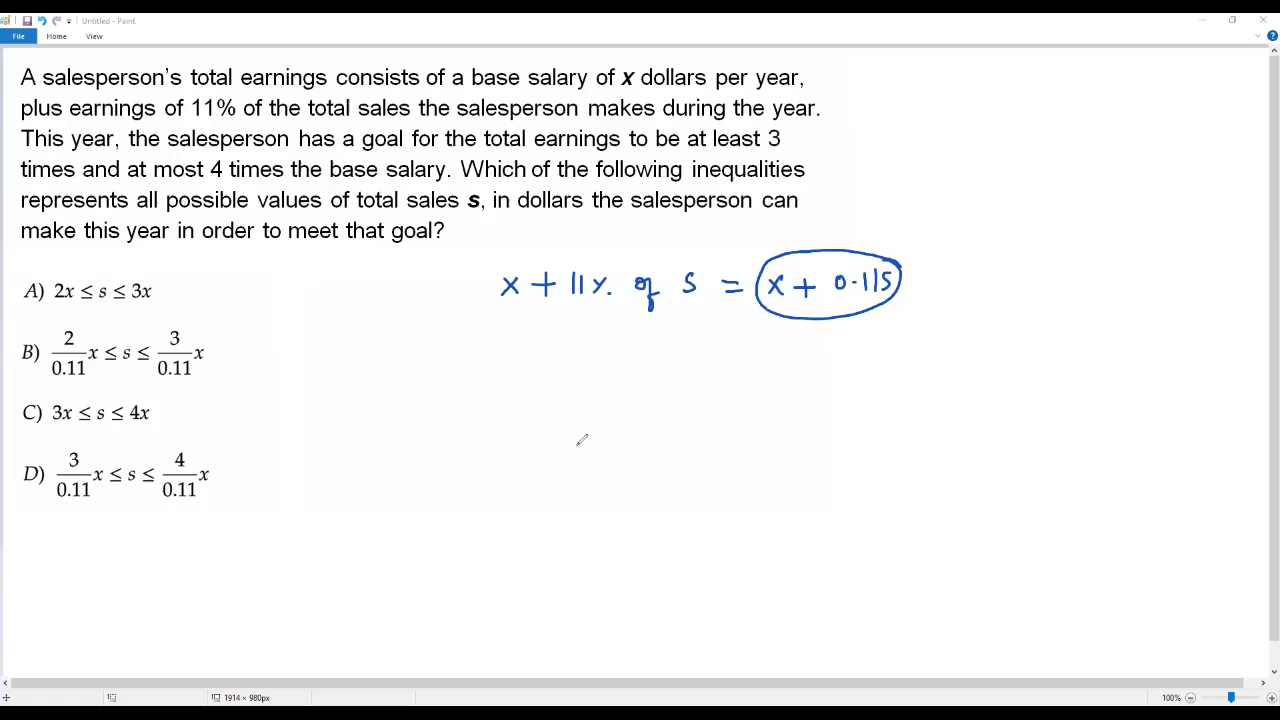 Untitled - Paint
File Home View
A salesperson's total earnings consists of a base salary of x dollars per year,
plus earnings of 11% of the total sales the salesperson makes during the year.
This year, the salesperson has a goal for the total earnings to be at least 3
times and at most 4 times the base salary. Which of the following inequalities
represents all possible values of total sales s, in dollars the salesperson can
make this year in order to meet that goal?
x + 11%. of s = x + 0.11s
A) 2x ≤ s ≤ 3x
B) 2/0.11 x ≤ s ≤ 3/0.11 x
C) 3x ≤ s ≤ 4x
D) 3/0.11 x ≤ s ≤ 4/0.11 x
1914 × 980px
100%